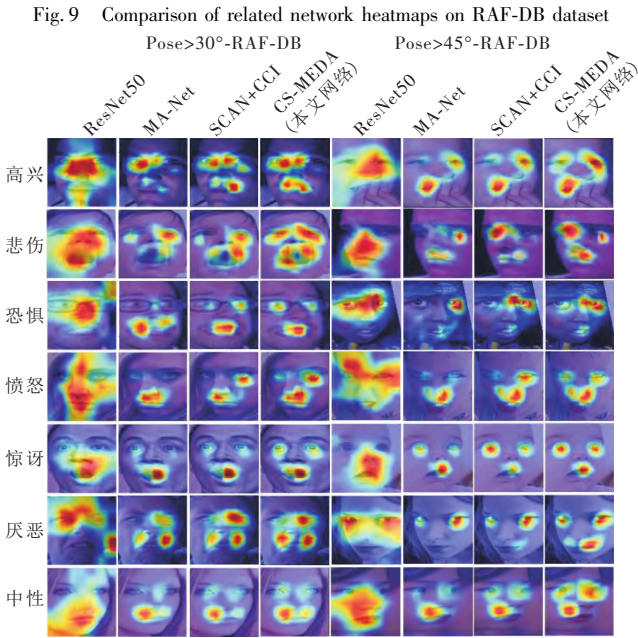 Fig. 9 Comparison of related network heatmaps on RAF-DB dataset
Pose>30°-RAF-DB Pose>45°-RAF-DB
ResNet50 MA-Net SCAN+CCI CS-MEDA (本文网络) ResNet50 MA-Net SCAN+CCI CS-MEDA (本文网络)
高兴
悲伤
恐惧
愤怒
惊讶
厌恶
中性